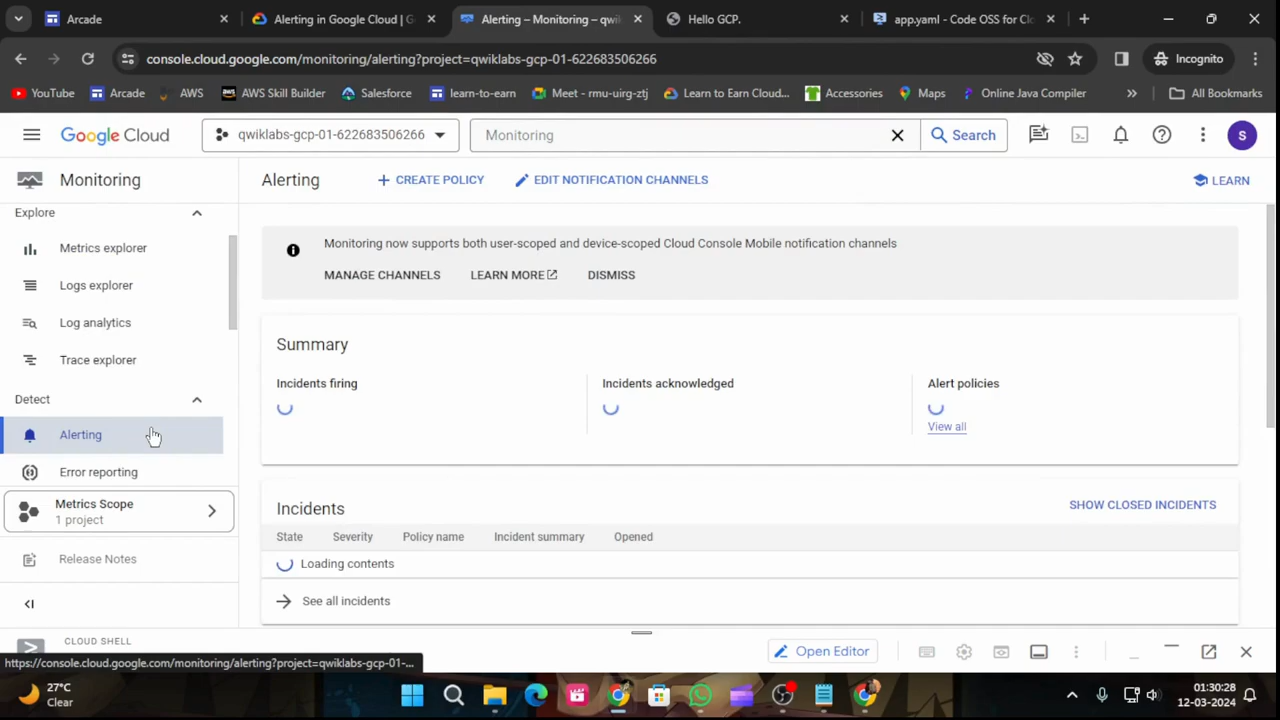 Arcade
Alerting in Google Cloud | G
Alerting – Monitoring – qwi
Hello GCP.
app.yaml - Code OSS for Cl
console.cloud.google.com/monitoring/alerting?project=qwiklabs-gcp-01-622683506266
Incognito
YouTube
Arcade
AWS
AWS Skill Builder
Salesforce
learn-to-earn
Meet - rmu-uirg-ztj
Learn to Earn Cloud...
Accessories
Maps
Online Java Compiler
All Bookmarks
Google Cloud
qwiklabs-gcp-01-622683506266
Monitoring
Search
S
Monitoring
Alerting
CREATE POLICY
EDIT NOTIFICATION CHANNELS
LEARN
Explore
Metrics explorer
Logs explorer
Log analytics
Trace explorer
Detect
Alerting
Error reporting
Metrics Scope
1 project
Release Notes
Monitoring now supports both user-scoped and device-scoped Cloud Console Mobile notification channels
MANAGE CHANNELS
LEARN MORE
DISMISS
Summary
Incidents firing
Incidents acknowledged
Alert policies
View all
Incidents
SHOW CLOSED INCIDENTS
State Severity Policy name Incident summary Opened
Loading contents
See all incidents
CLOUD SHELL
Open Editor
https://console.cloud.google.com/monitoring/alerting?project=qwiklabs-gcp-01-...
27°C
Clear
01:30:28
12-03-2024